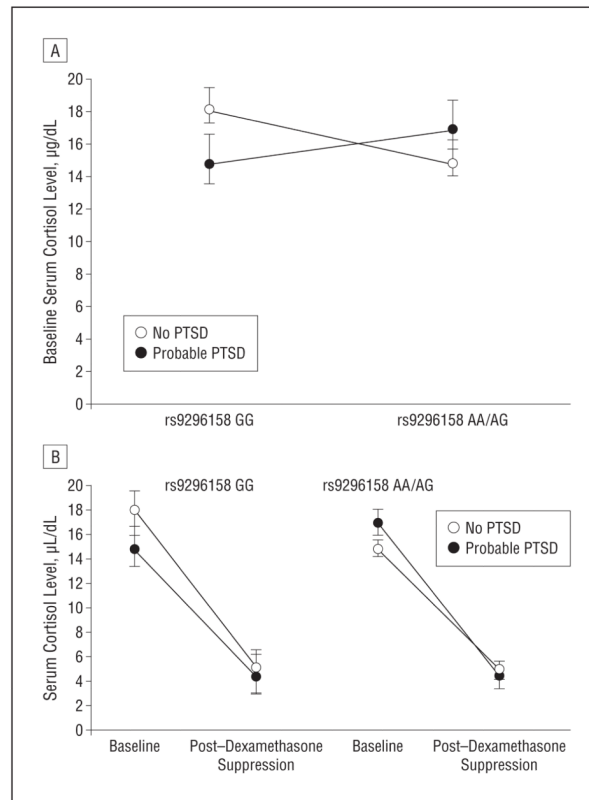 A
20
18
16
14
12
10
8
6
4
2
0
Baseline Serum Cortisol Level, µg/dL
No PTSD
Probable PTSD
rs9296158 GG
rs9296158 AA/AG
B
rs9296158 GG
rs9296158 AA/AG
20
18
16
14
12
10
8
6
4
2
0
Serum Cortisol Level, µL/dL
No PTSD
Probable PTSD
Baseline
Post–Dexamethasone
Suppression
Baseline
Post–Dexamethasone
Suppression